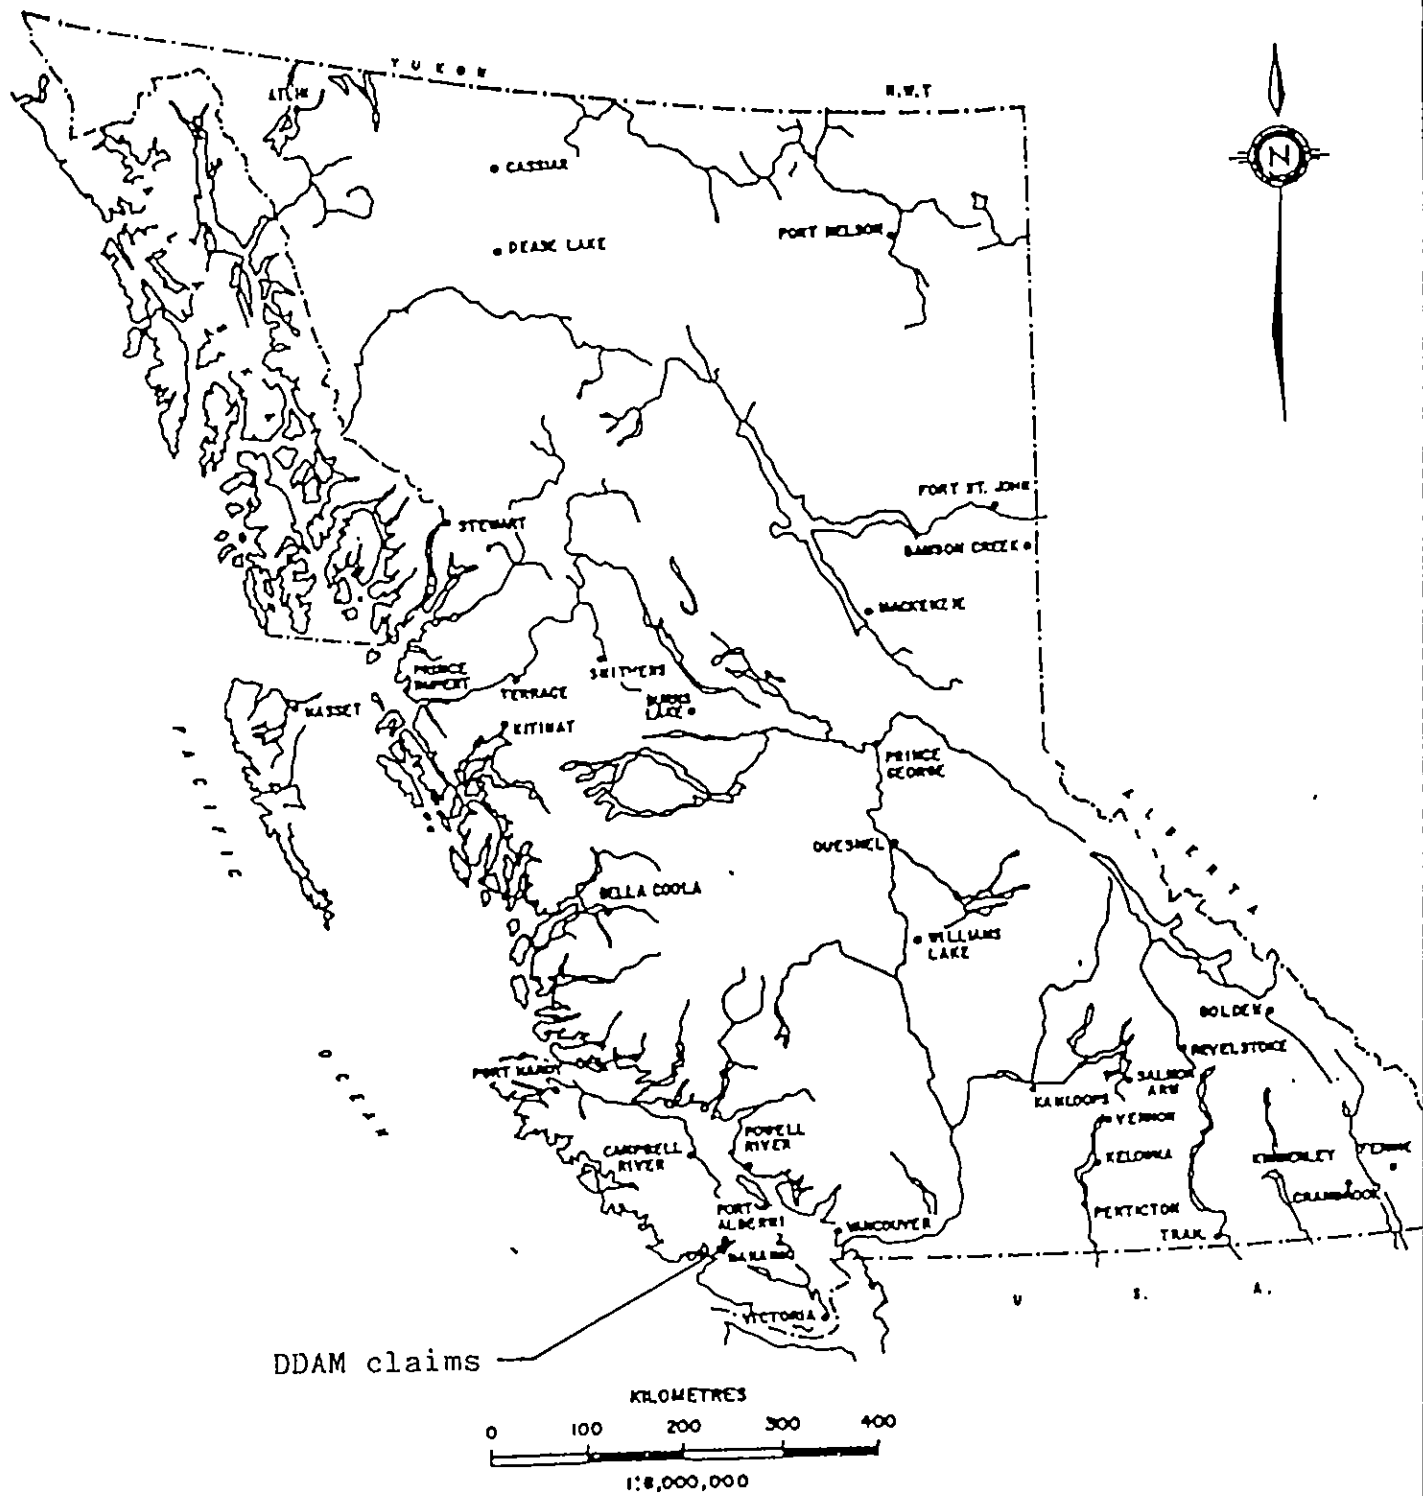 YUKON
N.W.T
ATLIN
CASSIAR
DEASE LAKE
FORT NELSON
N
FORT ST. JOHN
STEWART
DAWSON CREEK
MACKENZIE
PRINCE
RUPERT
TERRACE
SMITHERS
BURNS
LAKE
MASSET
KITIMAT
PRINCE
GEORGE
PACIFIC
ALBERTA
QUESNEL
BELLA COOLA
WILLIAMS
LAKE
GOLDEN
OCEAN
REVELSTOKE
PORT HARDY
SALMON
ARM
KAMLOOPS
VERNON
POWELL
RIVER
CAMPBELL
RIVER
KELOWNA
KIMBERLEY
FERNIE
CRANBROOK
PENTICTON
PORT
ALBERNI
VANCOUVER
TRAIL
NANAIMO
U.S.A.
VICTORIA
DDAM claims
KILOMETRES
0 100 200 300 400
1:8,000,000